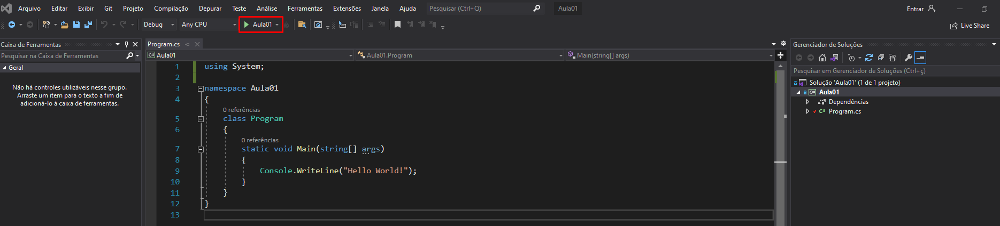 Arquivo Editar Exibir Git Projeto Compilação Depurar Teste Análise Ferramentas Extensões Janela Ajuda Pesquisar (Ctrl+Q) Aula01 Entrar
Debug Any CPU Aula01 Live Share
Caixa de Ferramentas
Pesquisar na Caixa de Ferramentas
Geral
Não há controles utilizáveis nesse grupo.
Arraste um item para o texto a fim de
adicioná-lo à caixa de ferramentas.
Program.cs
C# Aula01 Aula01.Program Main(string[] args)
1 using System;
2
3 namespace Aula01
4 {
0 referências
5 class Program
6 {
0 referências
7 static void Main(string[] args)
8 {
9 Console.WriteLine("Hello World!");
10 }
11 }
12 }
13
Gerenciador de Soluções
Pesquisar em Gerenciador de Soluções (Ctrl+ç)
Solução 'Aula01' (1 de 1 projeto)
C# Aula01
Dependências
C# Program.cs